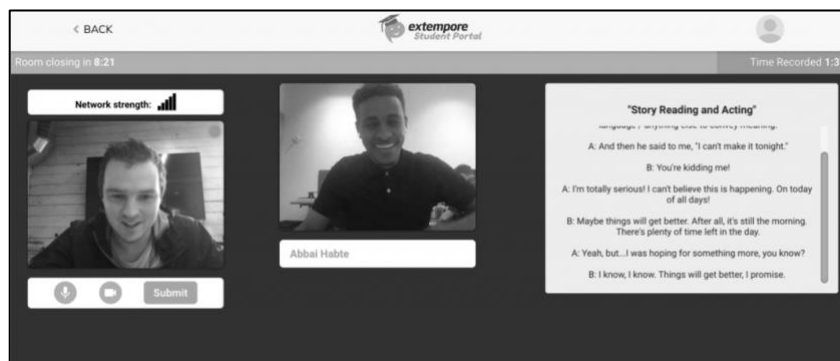 < BACK
extempore
Student Portal
Room closing in 8:21
Time Recorded 1:3
Network strength:
"Story Reading and Acting"
language / anything else to convey meaning.
A: And then he said to me, "I can't make it tonight."
B: You're kidding me!
A: I'm totally serious! I can't believe this is happening. On today
of all days!
B: Maybe things will get better. After all, it's still the morning.
There's plenty of time left in the day.
A: Yeah, but...I was hoping for something more, you know?
B: I know, I know. Things will get better, I promise.
Abbai Habte
Submit